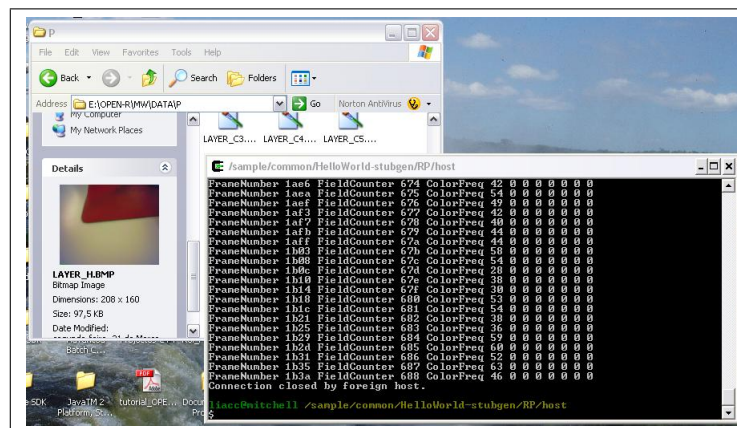 P
File Edit View Favorites Tools Help
Back Search Folders
Address E:\OPEN-R\MW\DATA\P Go Norton AntiVirus
My Computer
My Network Places
LAYER_C3.... LAYER_C4.... LAYER_C5....
Details
LAYER_H.BMP
Bitmap Image
Dimensions: 208 x 160
Size: 97,5 KB
Date Modified:
/sample/common/HelloWorld-stubgen/RP/host
FrameNumber 1ae6 FieldCounter 674 ColorFreq 42 0 0 0 0 0 0 0
FrameNumber 1aea FieldCounter 675 ColorFreq 54 0 0 0 0 0 0 0
FrameNumber 1aef FieldCounter 676 ColorFreq 49 0 0 0 0 0 0 0
FrameNumber 1af3 FieldCounter 677 ColorFreq 42 0 0 0 0 0 0 0
FrameNumber 1af7 FieldCounter 678 ColorFreq 40 0 0 0 0 0 0 0
FrameNumber 1afb FieldCounter 679 ColorFreq 44 0 0 0 0 0 0 0
FrameNumber 1aff FieldCounter 67a ColorFreq 44 0 0 0 0 0 0 0
FrameNumber 1b03 FieldCounter 67b ColorFreq 58 0 0 0 0 0 0 0
FrameNumber 1b08 FieldCounter 67c ColorFreq 54 0 0 0 0 0 0 0
FrameNumber 1b0c FieldCounter 67d ColorFreq 28 0 0 0 0 0 0 0
FrameNumber 1b10 FieldCounter 67e ColorFreq 38 0 0 0 0 0 0 0
FrameNumber 1b14 FieldCounter 67f ColorFreq 30 0 0 0 0 0 0 0
FrameNumber 1b18 FieldCounter 680 ColorFreq 53 0 0 0 0 0 0 0
FrameNumber 1b1c FieldCounter 681 ColorFreq 54 0 0 0 0 0 0 0
FrameNumber 1b21 FieldCounter 682 ColorFreq 38 0 0 0 0 0 0 0
FrameNumber 1b25 FieldCounter 683 ColorFreq 36 0 0 0 0 0 0 0
FrameNumber 1b29 FieldCounter 684 ColorFreq 59 0 0 0 0 0 0 0
FrameNumber 1b2d FieldCounter 685 ColorFreq 60 0 0 0 0 0 0 0
FrameNumber 1b31 FieldCounter 686 ColorFreq 52 0 0 0 0 0 0 0
FrameNumber 1b35 FieldCounter 687 ColorFreq 63 0 0 0 0 0 0 0
FrameNumber 1b3a FieldCounter 688 ColorFreq 46 0 0 0 0 0 0 0
Connection closed by foreign host.
liacc@mitchell /sample/common/HelloWorld-stubgen/RP/host
$
Batch C...
SDK JavaTM 2 Platform, St... tutorial_OPE...